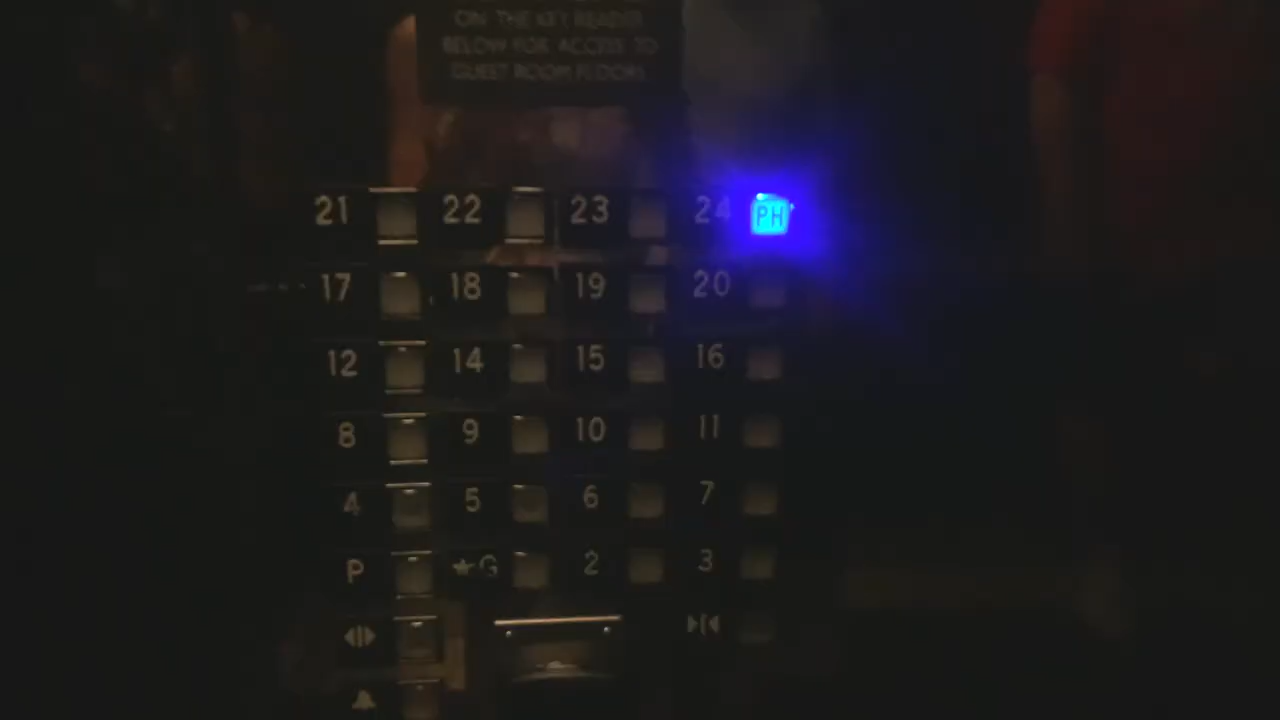 ON THE KEY READER
BELOW FOR ACCESS TO
GUEST ROOM FLOORS
21 22 23 24 PH
17 18 19 20
12 14 15 16
8 9 10 11
4 5 6 7
P ★G 2 3